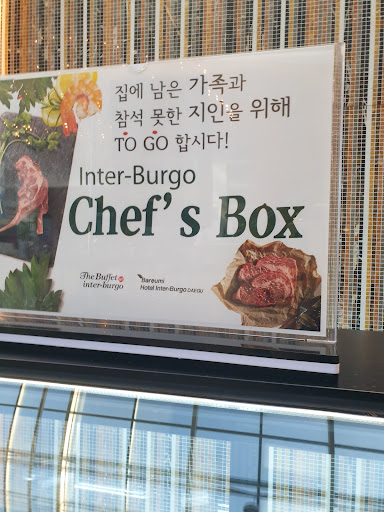 집에 남은 가족과
참석 못한 지인을 위해
TO GO 합시다!
Inter-Burgo
Chef's Box
The Buffet
inter-burgo
Bareumi
Hotel Inter-Burgo DAEGU